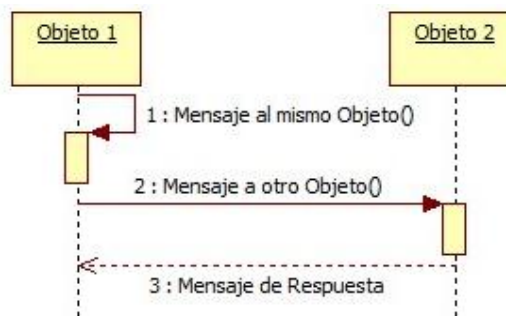 Objeto 1
Objeto 2
1 : Mensaje al mismo Objeto()
2 : Mensaje a otro Objeto()
3 : Mensaje de Respuesta